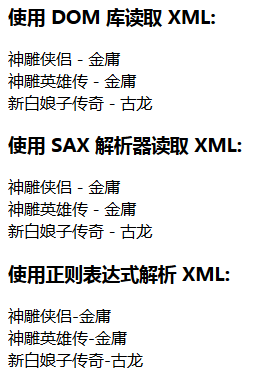 使用 DOM 库读取 XML:
神雕侠侣 - 金庸
神雕英雄传 - 金庸
新白娘子传奇 - 古龙
使用 SAX 解析器读取 XML:
神雕侠侣 - 金庸
神雕英雄传 - 金庸
新白娘子传奇 - 古龙
使用正则表达式解析 XML:
神雕侠侣-金庸
神雕英雄传-金庸
新白娘子传奇-古龙